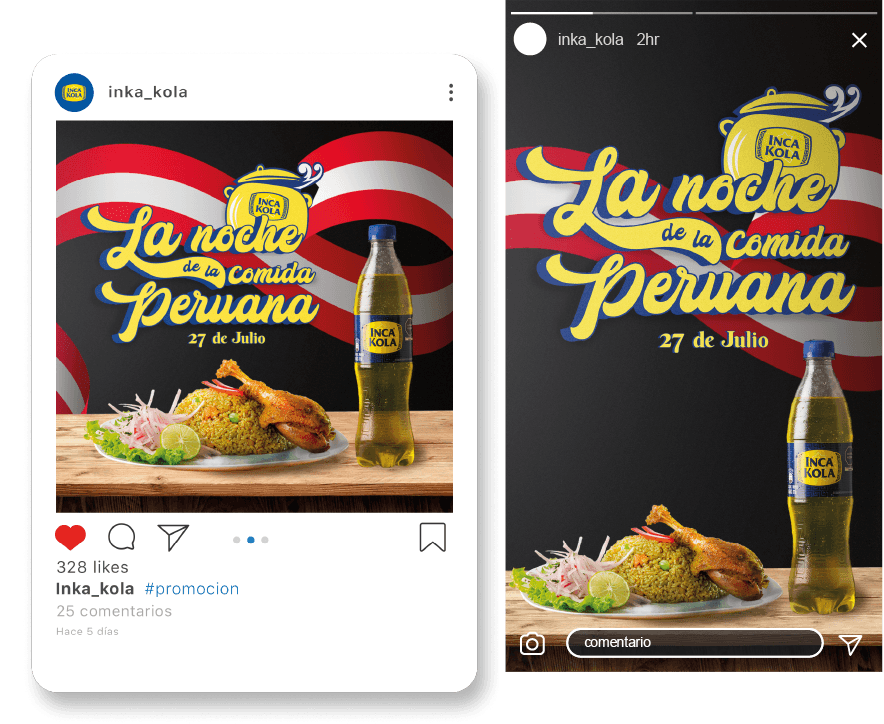 inka_kola
INCA
KOLA
INCA
KOLA
La noche
de la Comida
Peruana
27 de Julio
INCA
KOLA
328 likes
Inka_kola #promocion
25 comentarios
Hace 5 días
inka_kola 2hr
INCA
KOLA
La noche
de la Comida
Peruana
27 de Julio
INCA
KOLA
comentario